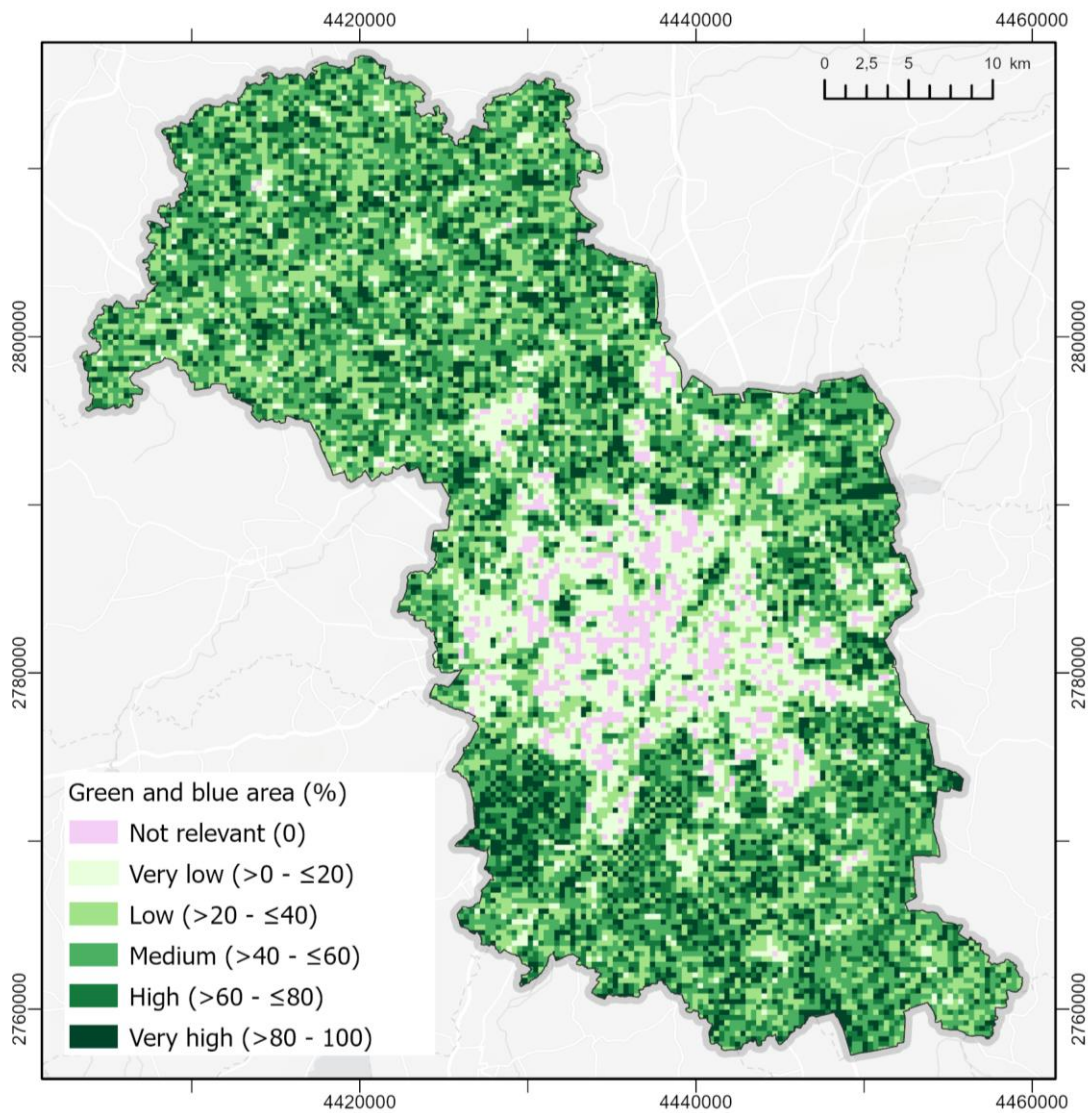 4420000 4440000 4460000
0 2,5 5 10 km
2800000 2800000
2780000 2780000
Green and blue area (%)
Not relevant (0)
Very low (>0 - ≤20)
Low (>20 - ≤40)
Medium (>40 - ≤60)
High (>60 - ≤80)
Very high (>80 - 100)
2760000 2760000
4420000 4440000 4460000